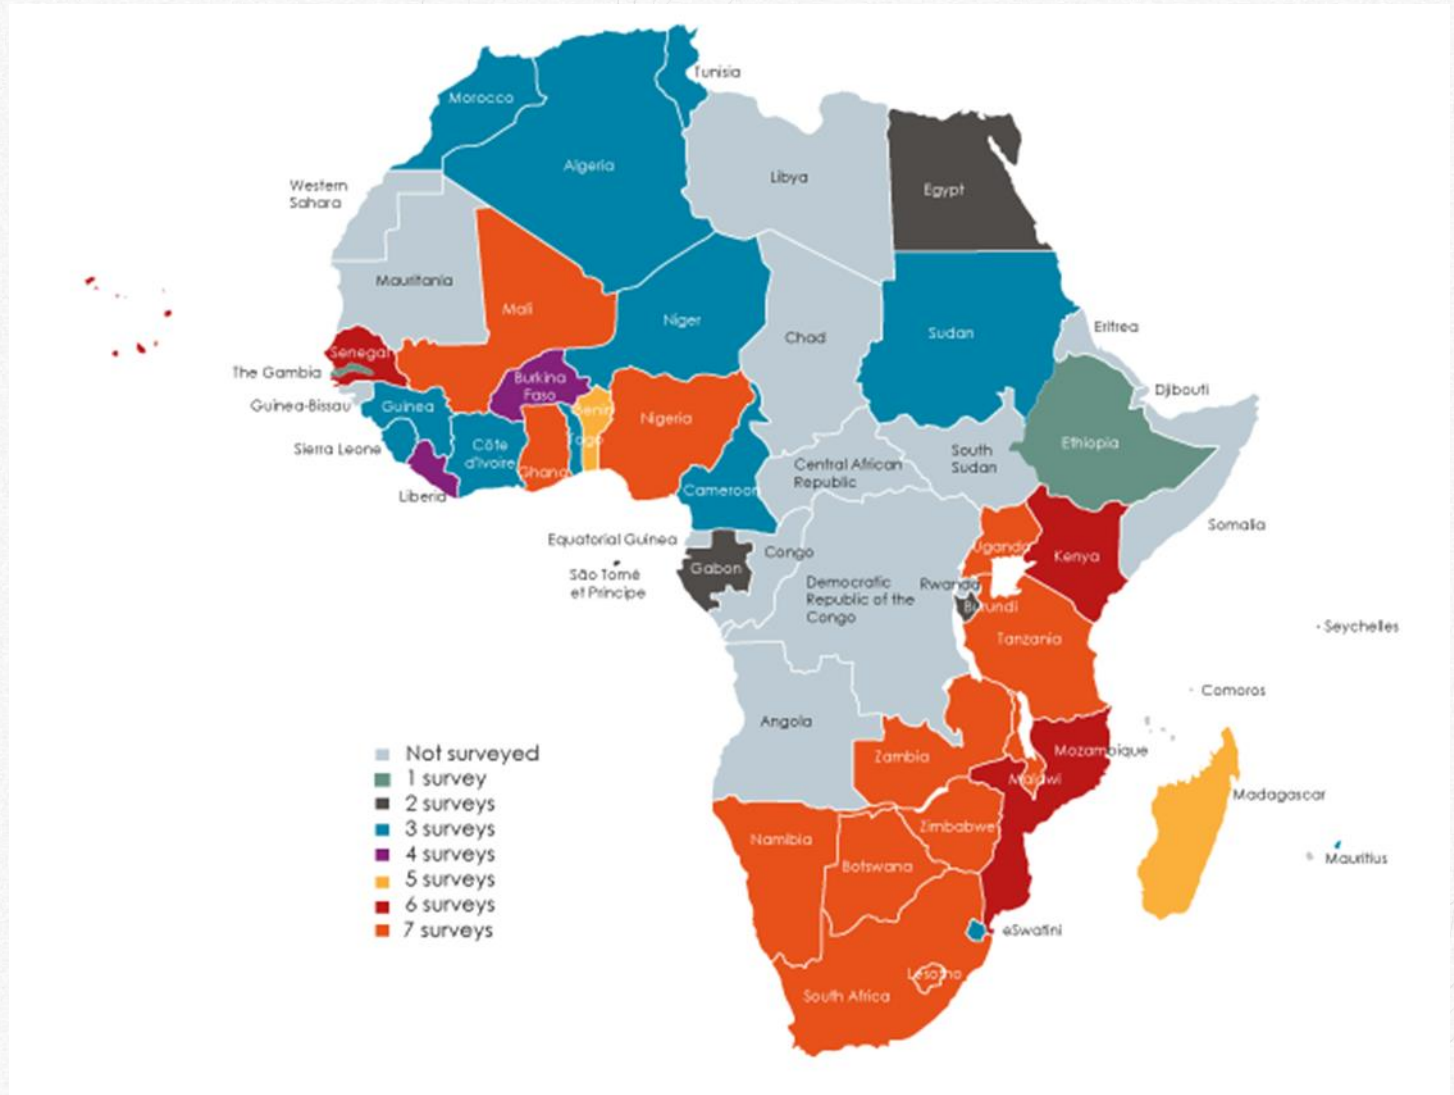 Tunisia
Morocco
Algeria
Libya
Egypt
Western
Sahara
Mauritania
Mali
Niger
Chad
Sudan
Eritrea
Senegal
The Gambia
Djibouti
Burkina
Faso
Guinea-Bissau
Guinea
Benin
Nigeria
Togo
Sierra Leone
Côte
d'Ivoire
Ghana
Ethiopia
South
Sudan
Central African
Republic
Liberia
Cameroon
Somalia
Equatorial Guinea
Congo
Uganda
Kenya
São Tomé
et Príncipe
Gabon
Democratic
Republic of the
Congo
Rwanda
Burundi
Seychelles
Tanzania
Comoros
Angola
Zambia
Mozambique
Malawi
Madagascar
Zimbabwe
Namibia
Botswana
Mauritius
eSwatini
Lesotho
South Africa
Not surveyed
1 survey
2 surveys
3 surveys
4 surveys
5 surveys
6 surveys
7 surveys